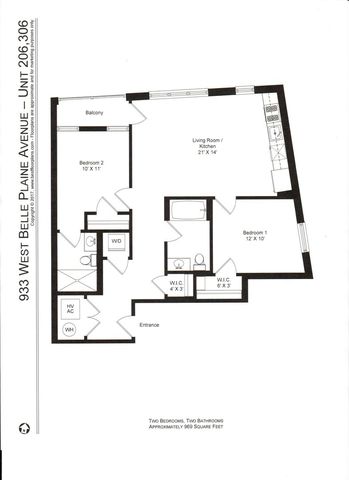 933 WEST BELLE PLAINE AVENUE – UNIT 206,306
Copyright © 2017 www.bestfloorplans.com / Floorplans are approximate and for marketing purposes only
Balcony
Bedroom 2
10' X 11'
Living Room /
Kitchen
21' X 14'
W/D
Bedroom 1
12' X 10'
W.I.C.
4' X 3'
W.I.C.
6' X 3'
HV
AC
WH
Entrance
TWO BEDROOMS, TWO BATHROOMS
APPROXIMATELY 969 SQUARE FEET